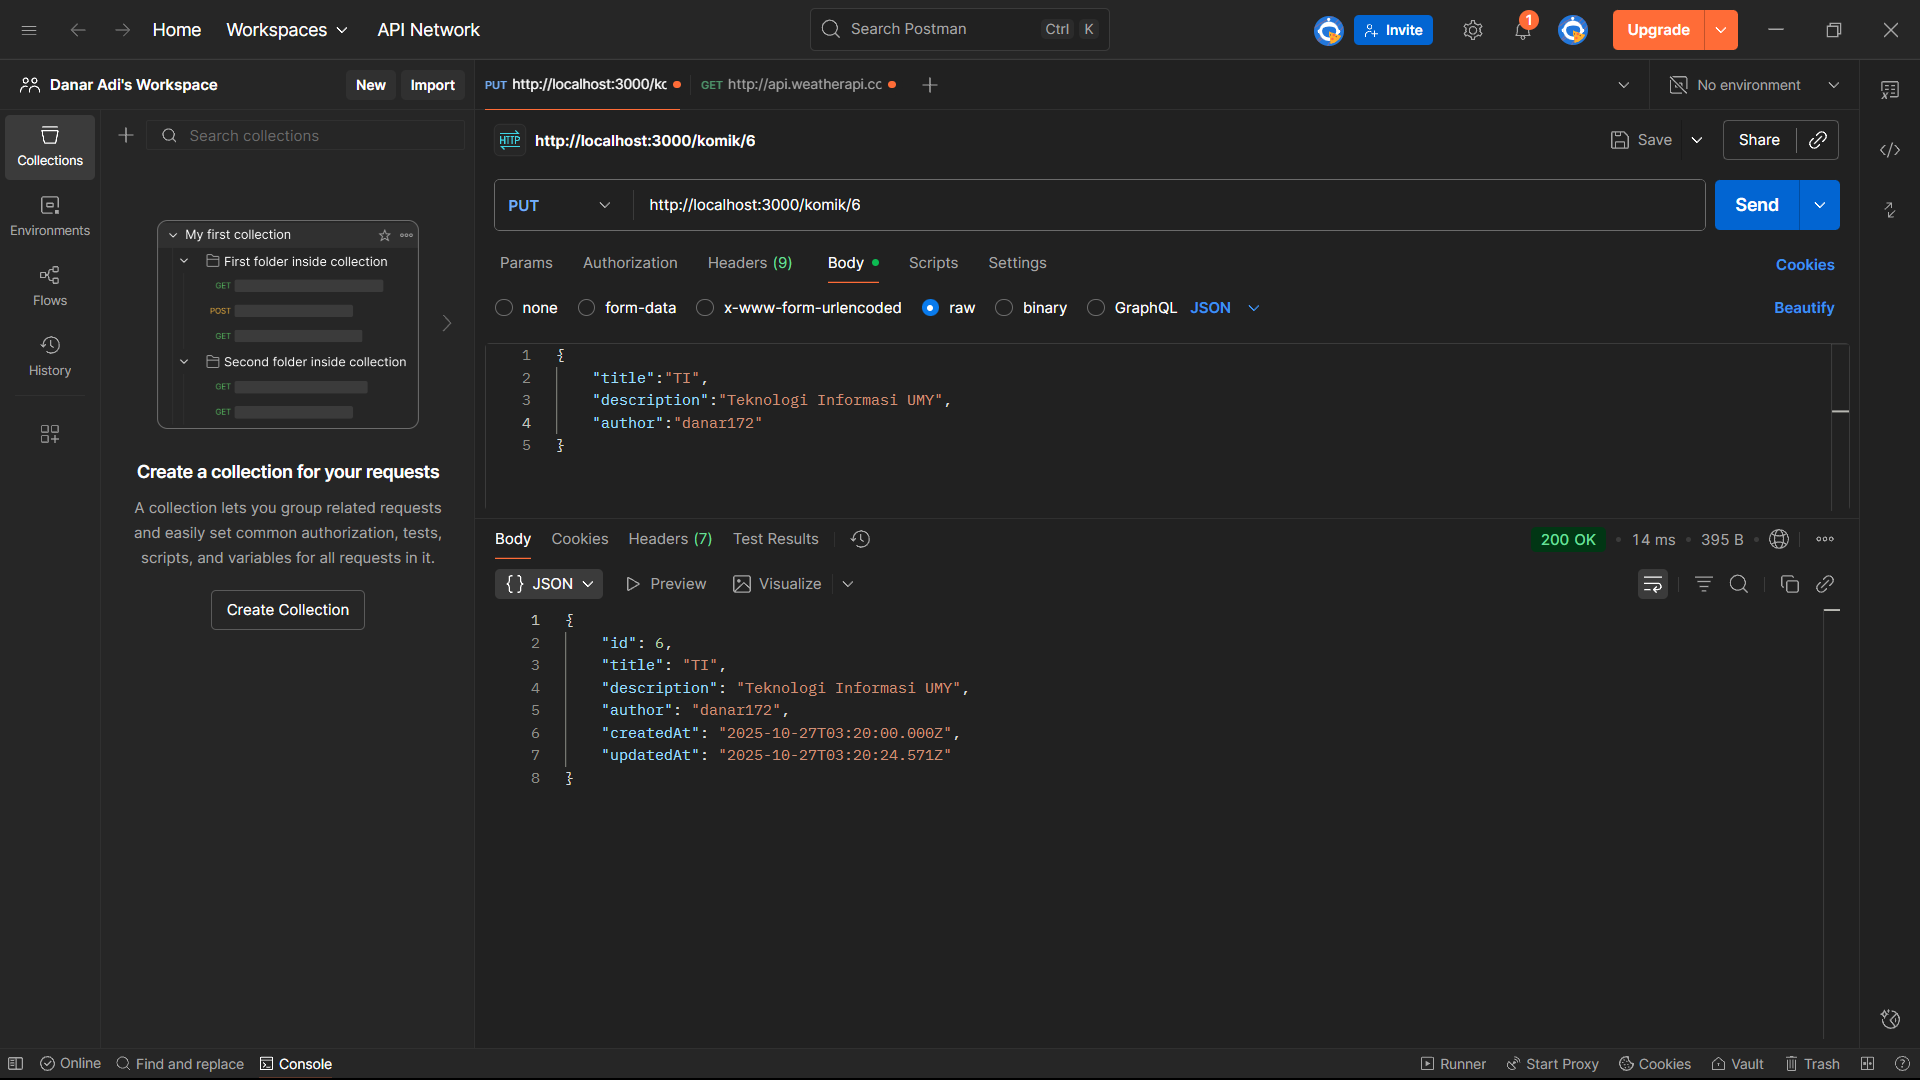 Home Workspaces API Network Search Postman Ctrl K Invite 1 Upgrade
Danar Adi's Workspace New Import PUT http://localhost:3000/kc GET http://api.weatherapi.cc No environment
Search collections
Collections
Environments
Flows
History
My first collection
First folder inside collection
GET
POST
GET
Second folder inside collection
GET
GET
Create a collection for your requests
A collection lets you group related requests
and easily set common authorization, tests,
scripts, and variables for all requests in it.
Create Collection
HTTP http://localhost:3000/komik/6 Save Share
PUT http://localhost:3000/komik/6 Send
Params Authorization Headers (9) Body Scripts Settings Cookies
none form-data x-www-form-urlencoded raw binary GraphQL JSON Beautify
1 {
2 "title":"TI",
3 "description":"Teknologi Informasi UMY",
4 "author":"danar172"
5 }
Body Cookies Headers (7) Test Results 200 OK 14 ms 395 B
{} JSON Preview Visualize
1 {
2 "id": 6,
3 "title": "TI",
4 "description": "Teknologi Informasi UMY",
5 "author": "danar172",
6 "createdAt": "2025-10-27T03:20:00.000Z",
7 "updatedAt": "2025-10-27T03:20:24.571Z"
8 }
Online Find and replace Console Runner Start Proxy Cookies Vault Trash